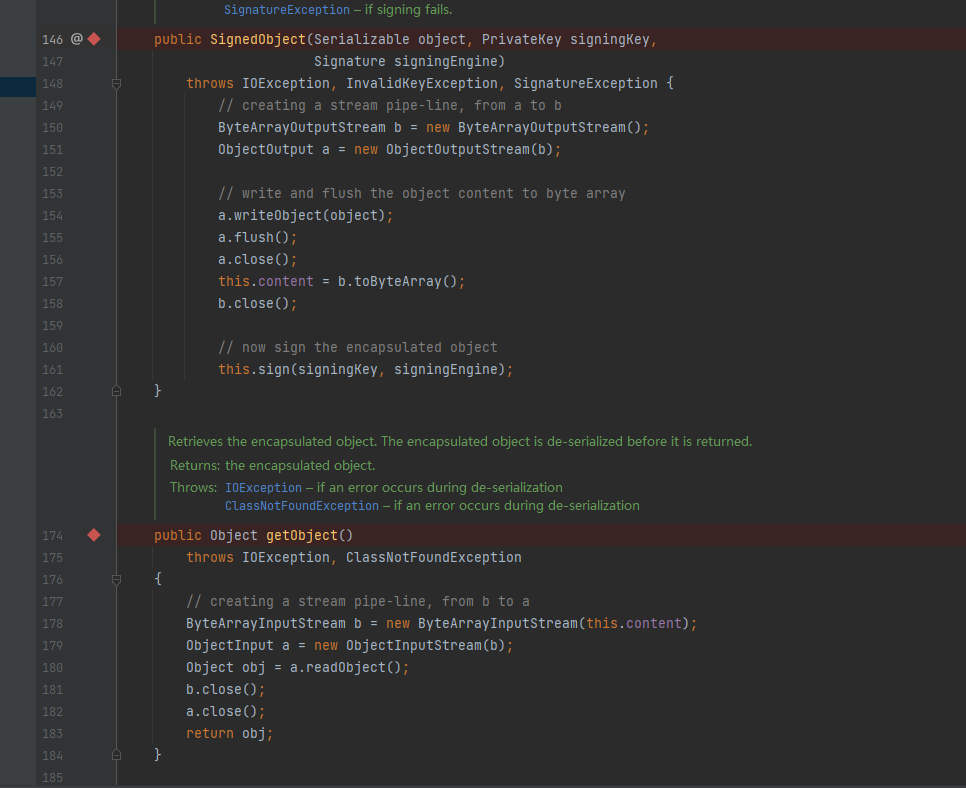 SignatureException – if signing fails.
146 @ public SignedObject(Serializable object, PrivateKey signingKey,
147 Signature signingEngine)
148 throws IOException, InvalidKeyException, SignatureException {
149 // creating a stream pipe-line, from a to b
150 ByteArrayOutputStream b = new ByteArrayOutputStream();
151 ObjectOutput a = new ObjectOutputStream(b);
152
153 // write and flush the object content to byte array
154 a.writeObject(object);
155 a.flush();
156 a.close();
157 this.content = b.toByteArray();
158 b.close();
159
160 // now sign the encapsulated object
161 this.sign(signingKey, signingEngine);
162 }
163
Retrieves the encapsulated object. The encapsulated object is de-serialized before it is returned.
Returns: the encapsulated object.
Throws: IOException – if an error occurs during de-serialization
ClassNotFoundException – if an error occurs during de-serialization
174 public Object getObject()
175 throws IOException, ClassNotFoundException
176 {
177 // creating a stream pipe-line, from b to a
178 ByteArrayInputStream b = new ByteArrayInputStream(this.content);
179 ObjectInput a = new ObjectInputStream(b);
180 Object obj = a.readObject();
181 b.close();
182 a.close();
183 return obj;
184 }
185